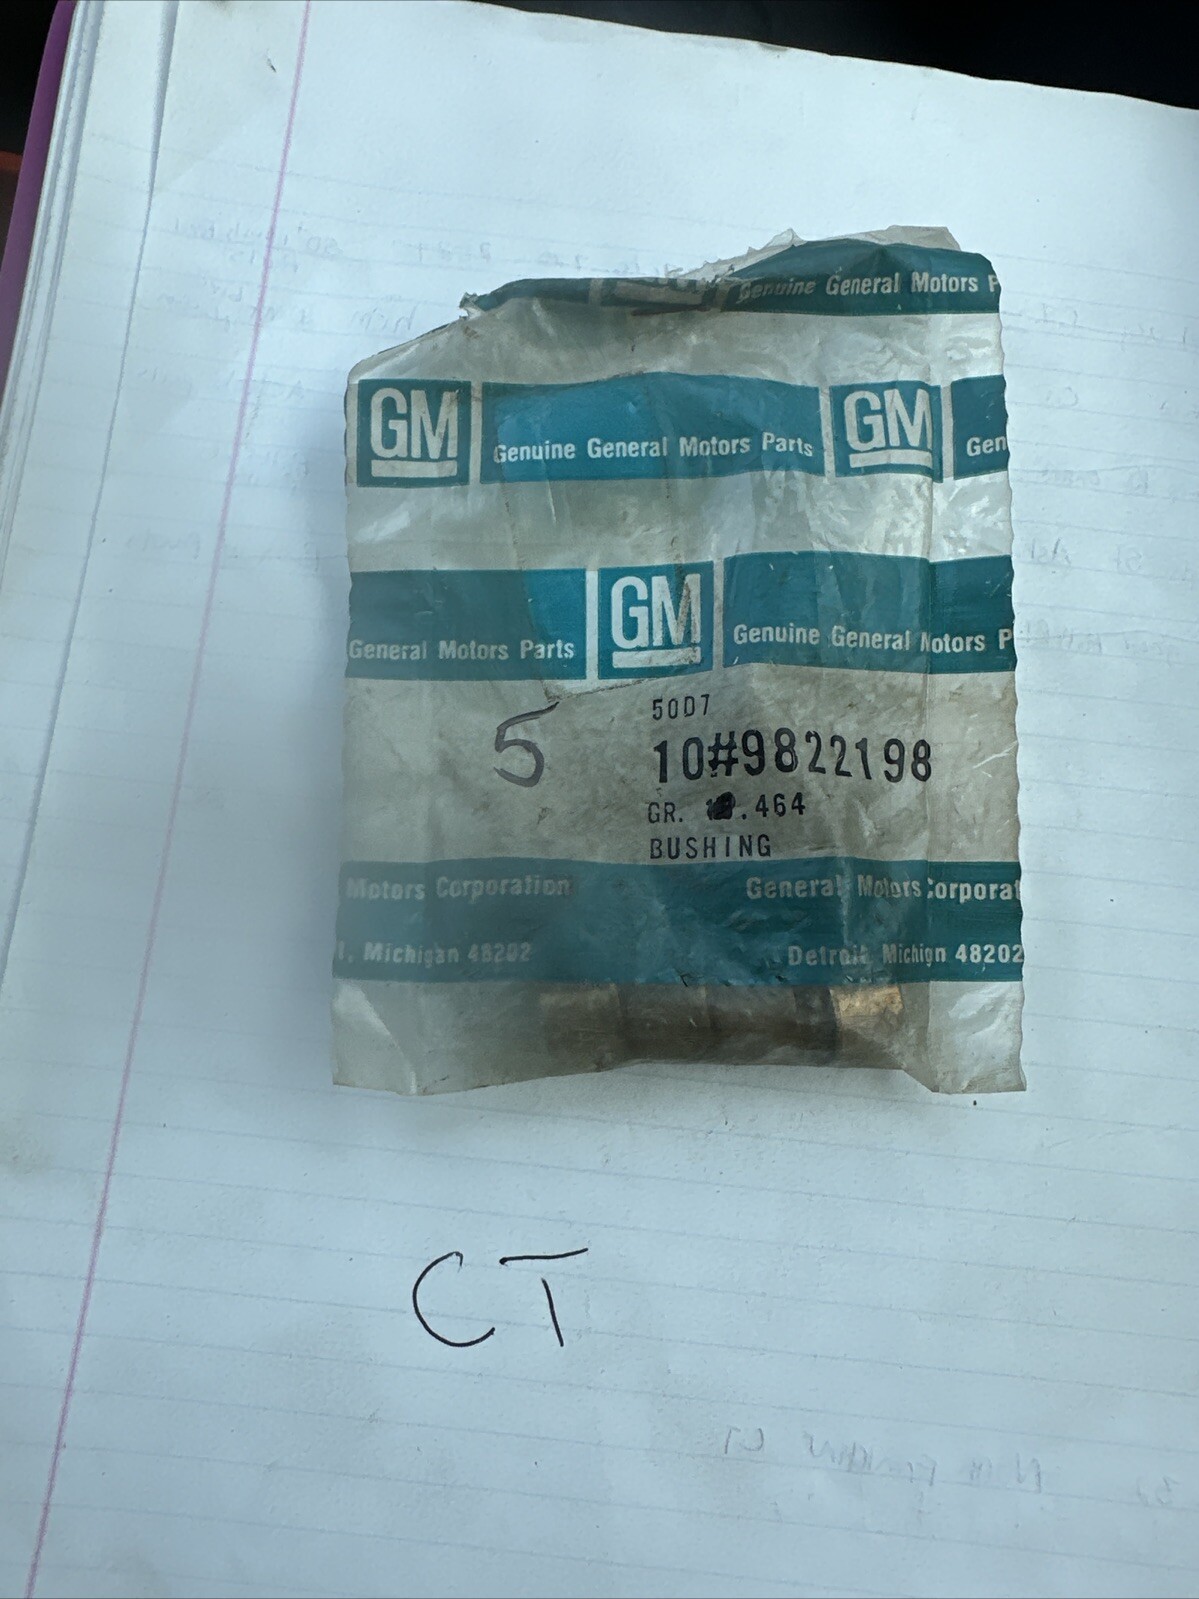 Genuine General Motors P
GM Genuine General Motors Parts GM Gen
General Motors Parts GM Genuine General Motors P
50D7
5 10#9822198
GR. .464
BUSHING
Motors Corporation General Motors Corporat
t, Michigan 48202 Detroit, Michign 48202
CT